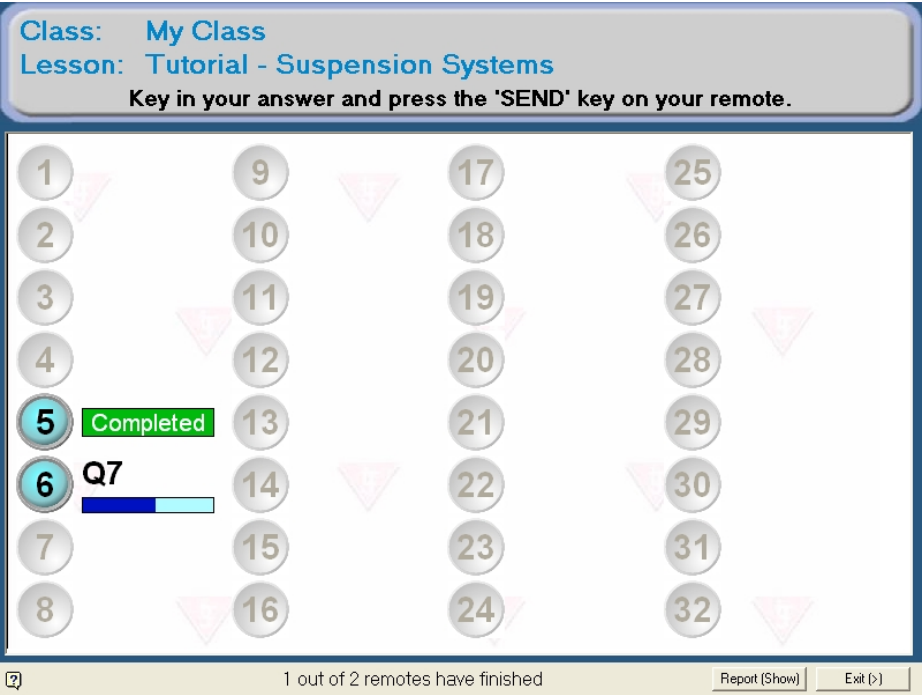 Class: My Class
Lesson: Tutorial - Suspension Systems
Key in your answer and press the 'SEND' key on your remote.
1 9 17 25
2 10 18 26
3 11 19 27
4 12 20 28
5 Completed 13 21 29
6 Q7 14 22 30
7 15 23 31
8 16 24 32
? 1 out of 2 remotes have finished Report (Show) Exit (>)